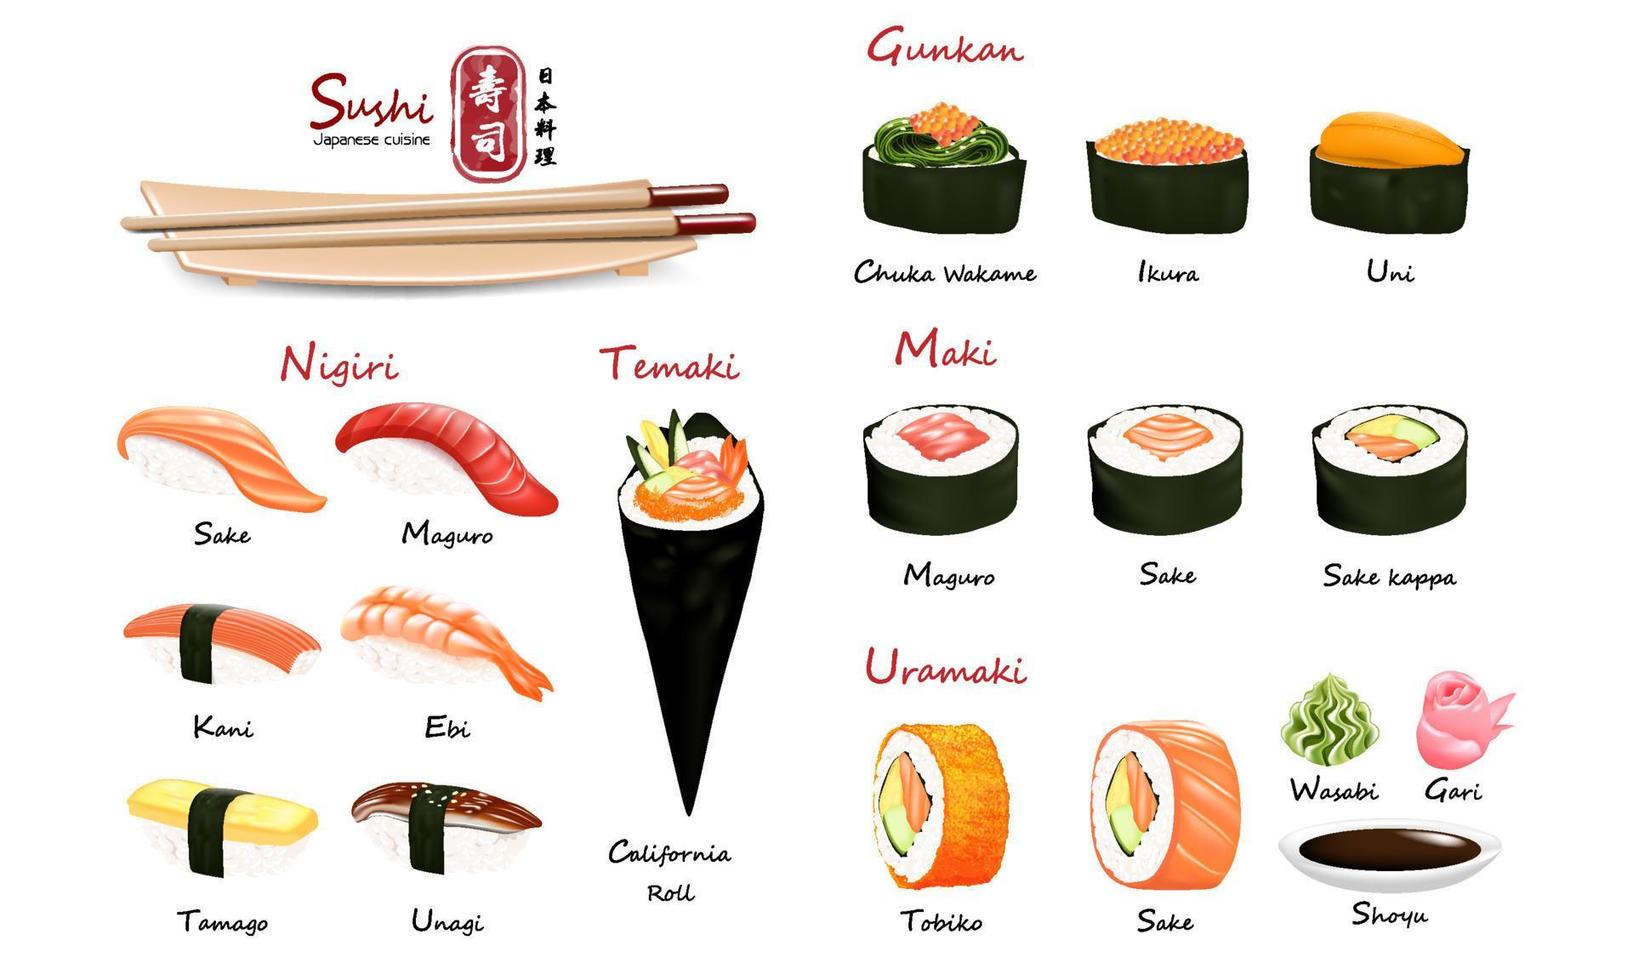 Sushi
Japanese cuisine
壽司
日本料理
Gunkan
Chuka Wakame
Ikura
Uni
Nigiri
Sake
Maguro
Kani
Ebi
Tamago
Unagi
Temaki
California
Roll
Maki
Maguro
Sake
Sake kappa
Uramaki
Tobiko
Sake
Wasabi
Gari
Shoyu